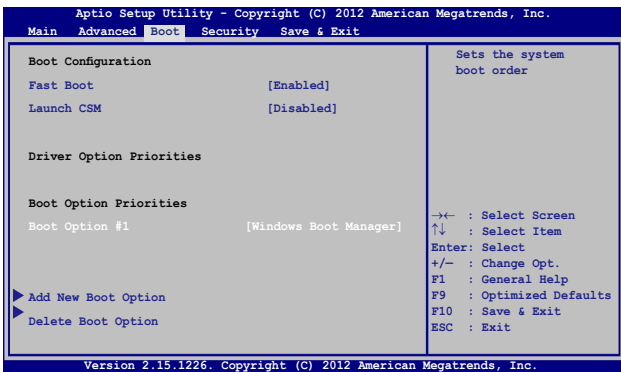 Aptio Setup Utility - Copyright (C) 2012 American Megatrends, Inc.
Main Advanced Boot Security Save & Exit
Boot Configuration
Fast Boot [Enabled]
Launch CSM [Disabled]
Driver Option Priorities
Boot Option Priorities
Boot Option #1 [Windows Boot Manager]
Add New Boot Option
Delete Boot Option
Sets the system
boot order
→← : Select Screen
↑↓ : Select Item
Enter: Select
+/— : Change Opt.
F1 : General Help
F9 : Optimized Defaults
F10 : Save & Exit
ESC : Exit
Version 2.15.1226. Copyright (C) 2012 American Megatrends, Inc.